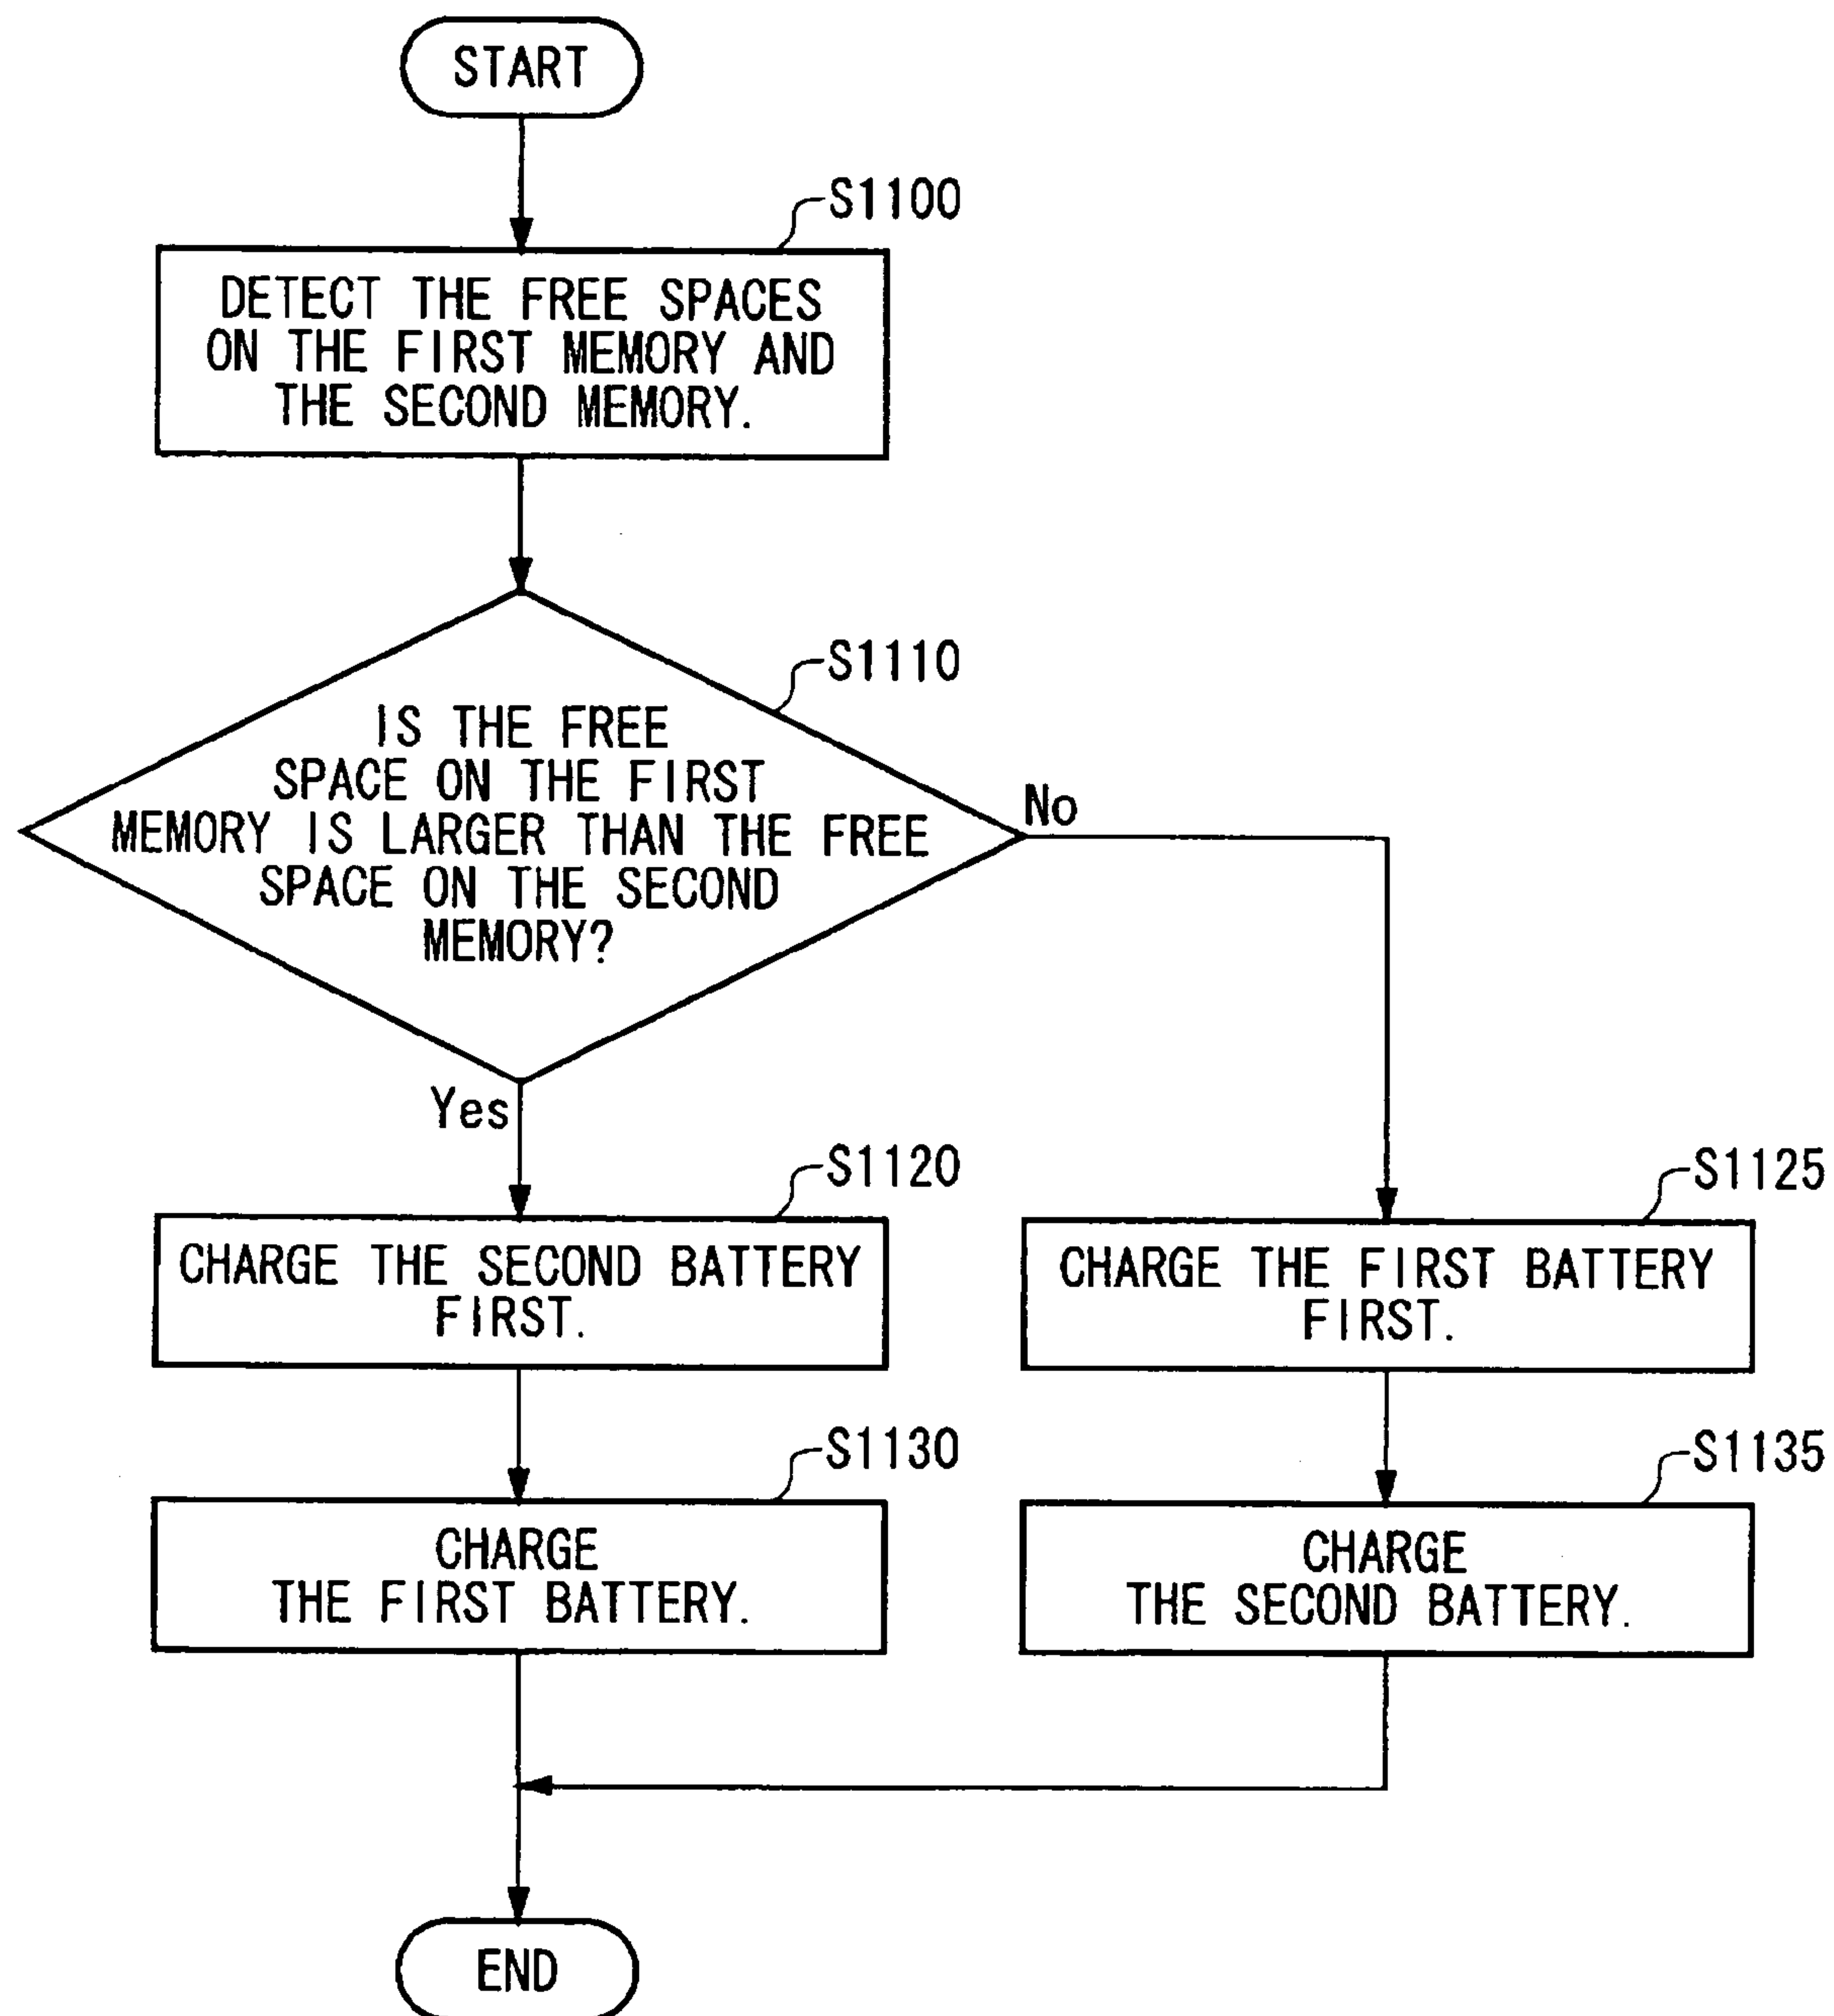 START
S1100
DETECT THE FREE SPACES
ON THE FIRST MEMORY AND
THE SECOND MEMORY.
S1110
IS THE FREE
SPACE ON THE FIRST
MEMORY IS LARGER THAN THE FREE
SPACE ON THE SECOND
MEMORY?
No
Yes
S1120
CHARGE THE SECOND BATTERY
FIRST.
S1125
CHARGE THE FIRST BATTERY
FIRST.
S1130
CHARGE
THE FIRST BATTERY.
S1135
CHARGE
THE SECOND BATTERY.
END